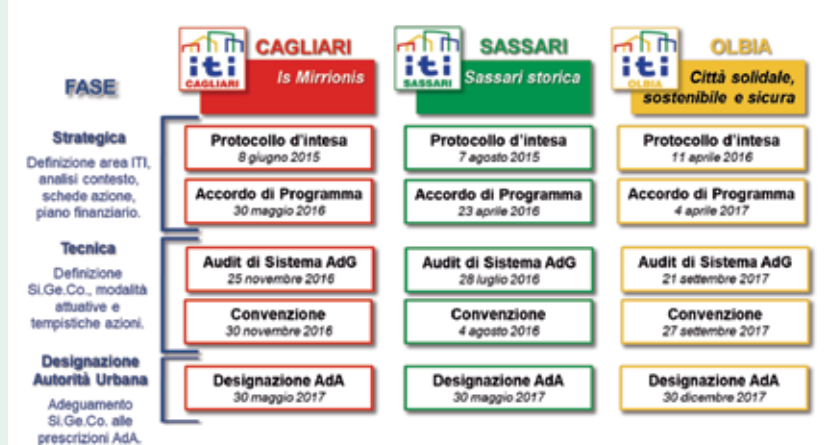 FASE
iti
CAGLIARI
CAGLIARI
Is Mirrionis
iti
SASSARI
SASSARI
Sassari storica
iti
OLBIA
OLBIA
Città solidale,
sostenibile e sicura
Strategica
Definizione area ITI,
analisi contesto,
schede azione,
piano finanziario.
Protocollo d'intesa
8 giugno 2015
Protocollo d'intesa
7 agosto 2015
Protocollo d'intesa
11 aprile 2016
Accordo di Programma
30 maggio 2016
Accordo di Programma
23 aprile 2016
Accordo di Programma
4 aprile 2017
Tecnica
Definizione
Si.Ge.Co., modalità
attuative e
tempistiche azioni.
Audit di Sistema AdG
25 novembre 2016
Audit di Sistema AdG
28 luglio 2016
Audit di Sistema AdG
21 settembre 2017
Convenzione
30 novembre 2016
Convenzione
4 agosto 2016
Convenzione
27 settembre 2017
Designazione
Autorità Urbana
Adeguamento
Si.Ge.Co. alle
prescrizioni AdA.
Designazione AdA
30 maggio 2017
Designazione AdA
30 maggio 2017
Designazione AdA
30 dicembre 2017